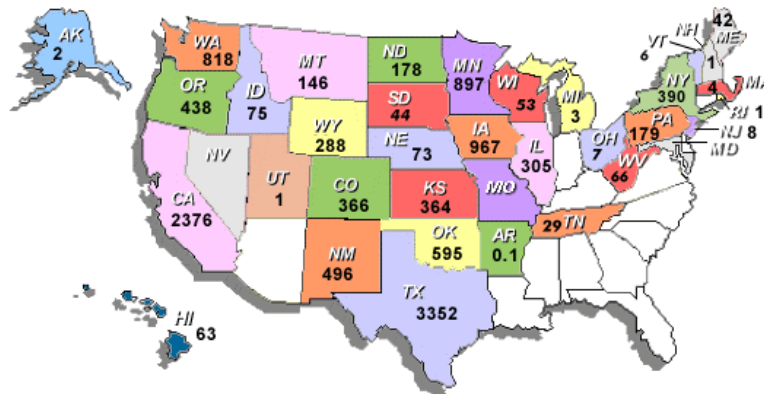 AK
2
WA
818
OR
438
CA
2376
NV
ID
75
MT
146
WY
288
UT
1
CO
366
NM
496
ND
178
SD
44
NE
73
KS
364
OK
595
TX
3352
MN
897
IA
967
MO
AR
0.1
WI
53
IL
305
MI
3
OH
7
TN
29
WV
66
PA
179
NY
390
VT
6
NH
1
ME
42
MA
4
RI 1
NJ 8
MD
HI
63